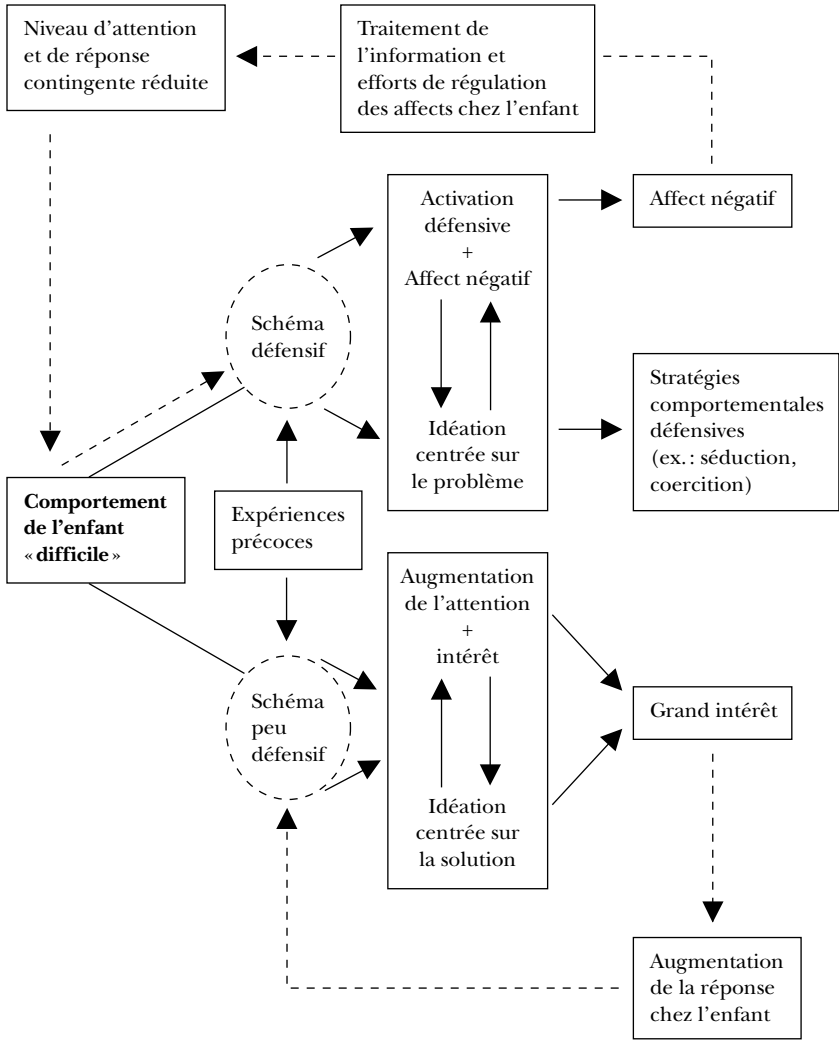 Niveau d’attention
et de réponse
contingente réduite
Traitement de
l’information et
efforts de régulation
des affects chez l’enfant
Activation
défensive
+
Affect négatif
Idéation
centrée sur
le problème
Affect négatif
Schéma
défensif
Stratégies
comportementales
défensives
(ex. : séduction,
coercition)
Comportement
de l’enfant
« difficile »
Expériences
précoces
Augmentation
de l’attention
+
intérêt
Idéation
centrée sur
la solution
Schéma
peu
défensif
Grand intérêt
Augmentation
de la réponse
chez l’enfant